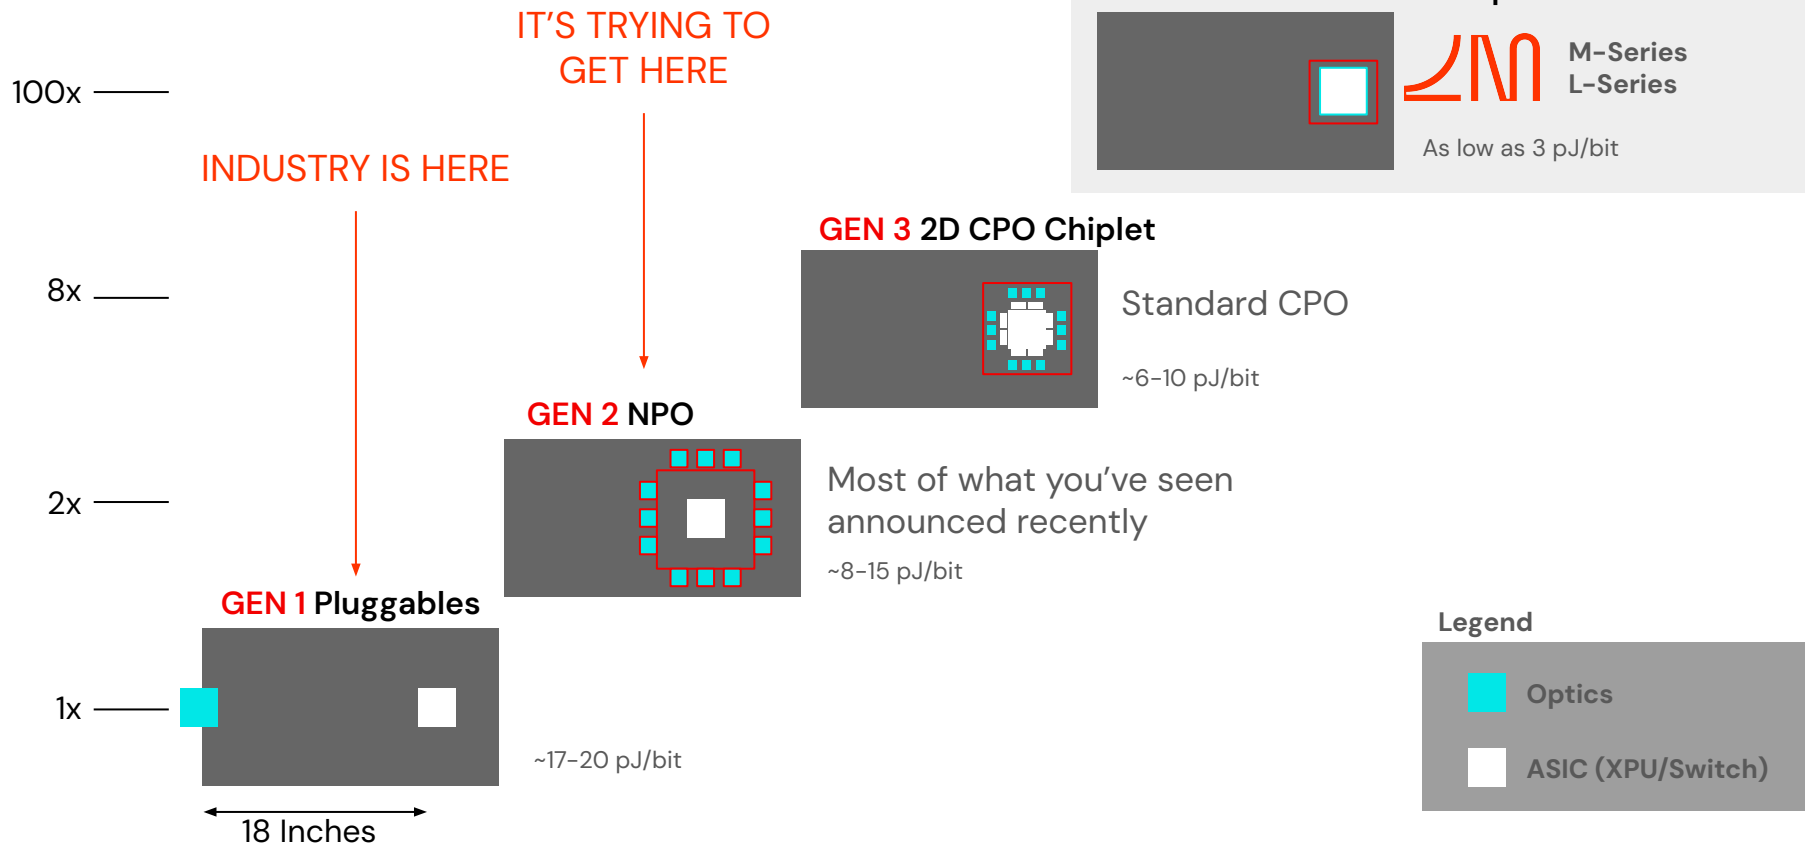 IT'S TRYING TO
GET HERE
M-Series
L-Series
100x
As low as 3 pJ/bit
INDUSTRY IS HERE
GEN 3 2D CPO Chiplet
8x
Standard CPO
~6-10 pJ/bit
GEN 2 NPO
Most of what you've seen
announced recently
2x
~8-15 pJ/bit
GEN 1 Pluggables
Legend
Optics
1x
~17-20 pJ/bit
ASIC (XPU/Switch)
18 Inches